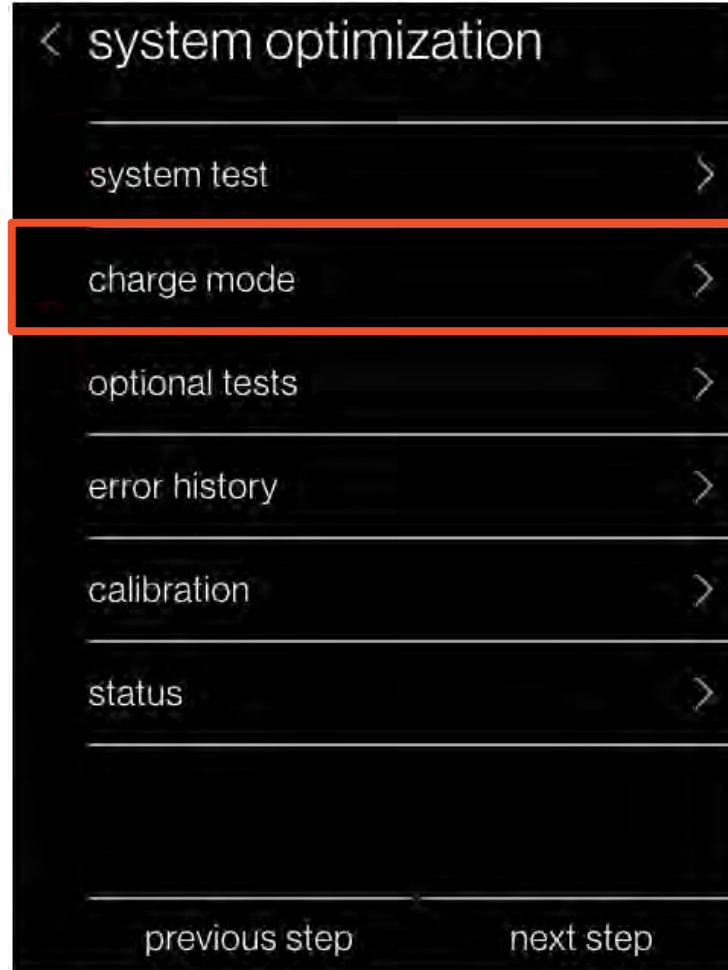 system optimization
system test
charge mode
optional tests
error history
calibration
status
previous step next step